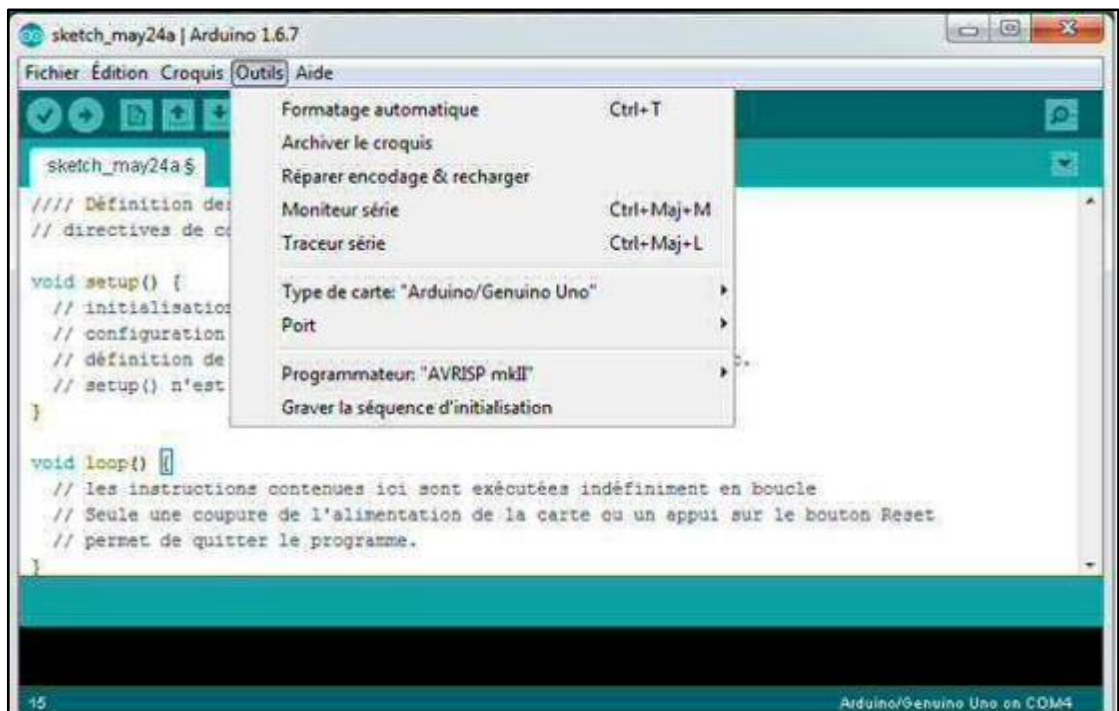 sketch_may24a | Arduino 1.6.7
Fichier Édition Croquis Outils Aide
Formatage automatique Ctrl+T
Archiver le croquis
sketch_may24a §
Réparer encodage & recharger
//// Définition des
Moniteur série Ctrl+Maj+M
// directives de co
Traceur série Ctrl+Maj+L
void setup() {
Type de carte: "Arduino/Genuino Uno"
// initialisation
Port
// configuration
// définition de
Programmateur: "AVRISP mkII"
// setup() n'est
Graver la séquence d'initialisation
}
void loop() {
// les instructions contenues ici sont exécutées indéfiniment en boucle
// Seule une coupure de l'alimentation de la carte ou un appui sur le bouton Reset
// permet de quitter le programme.
}
15 Arduino/Genuino Uno on COM4